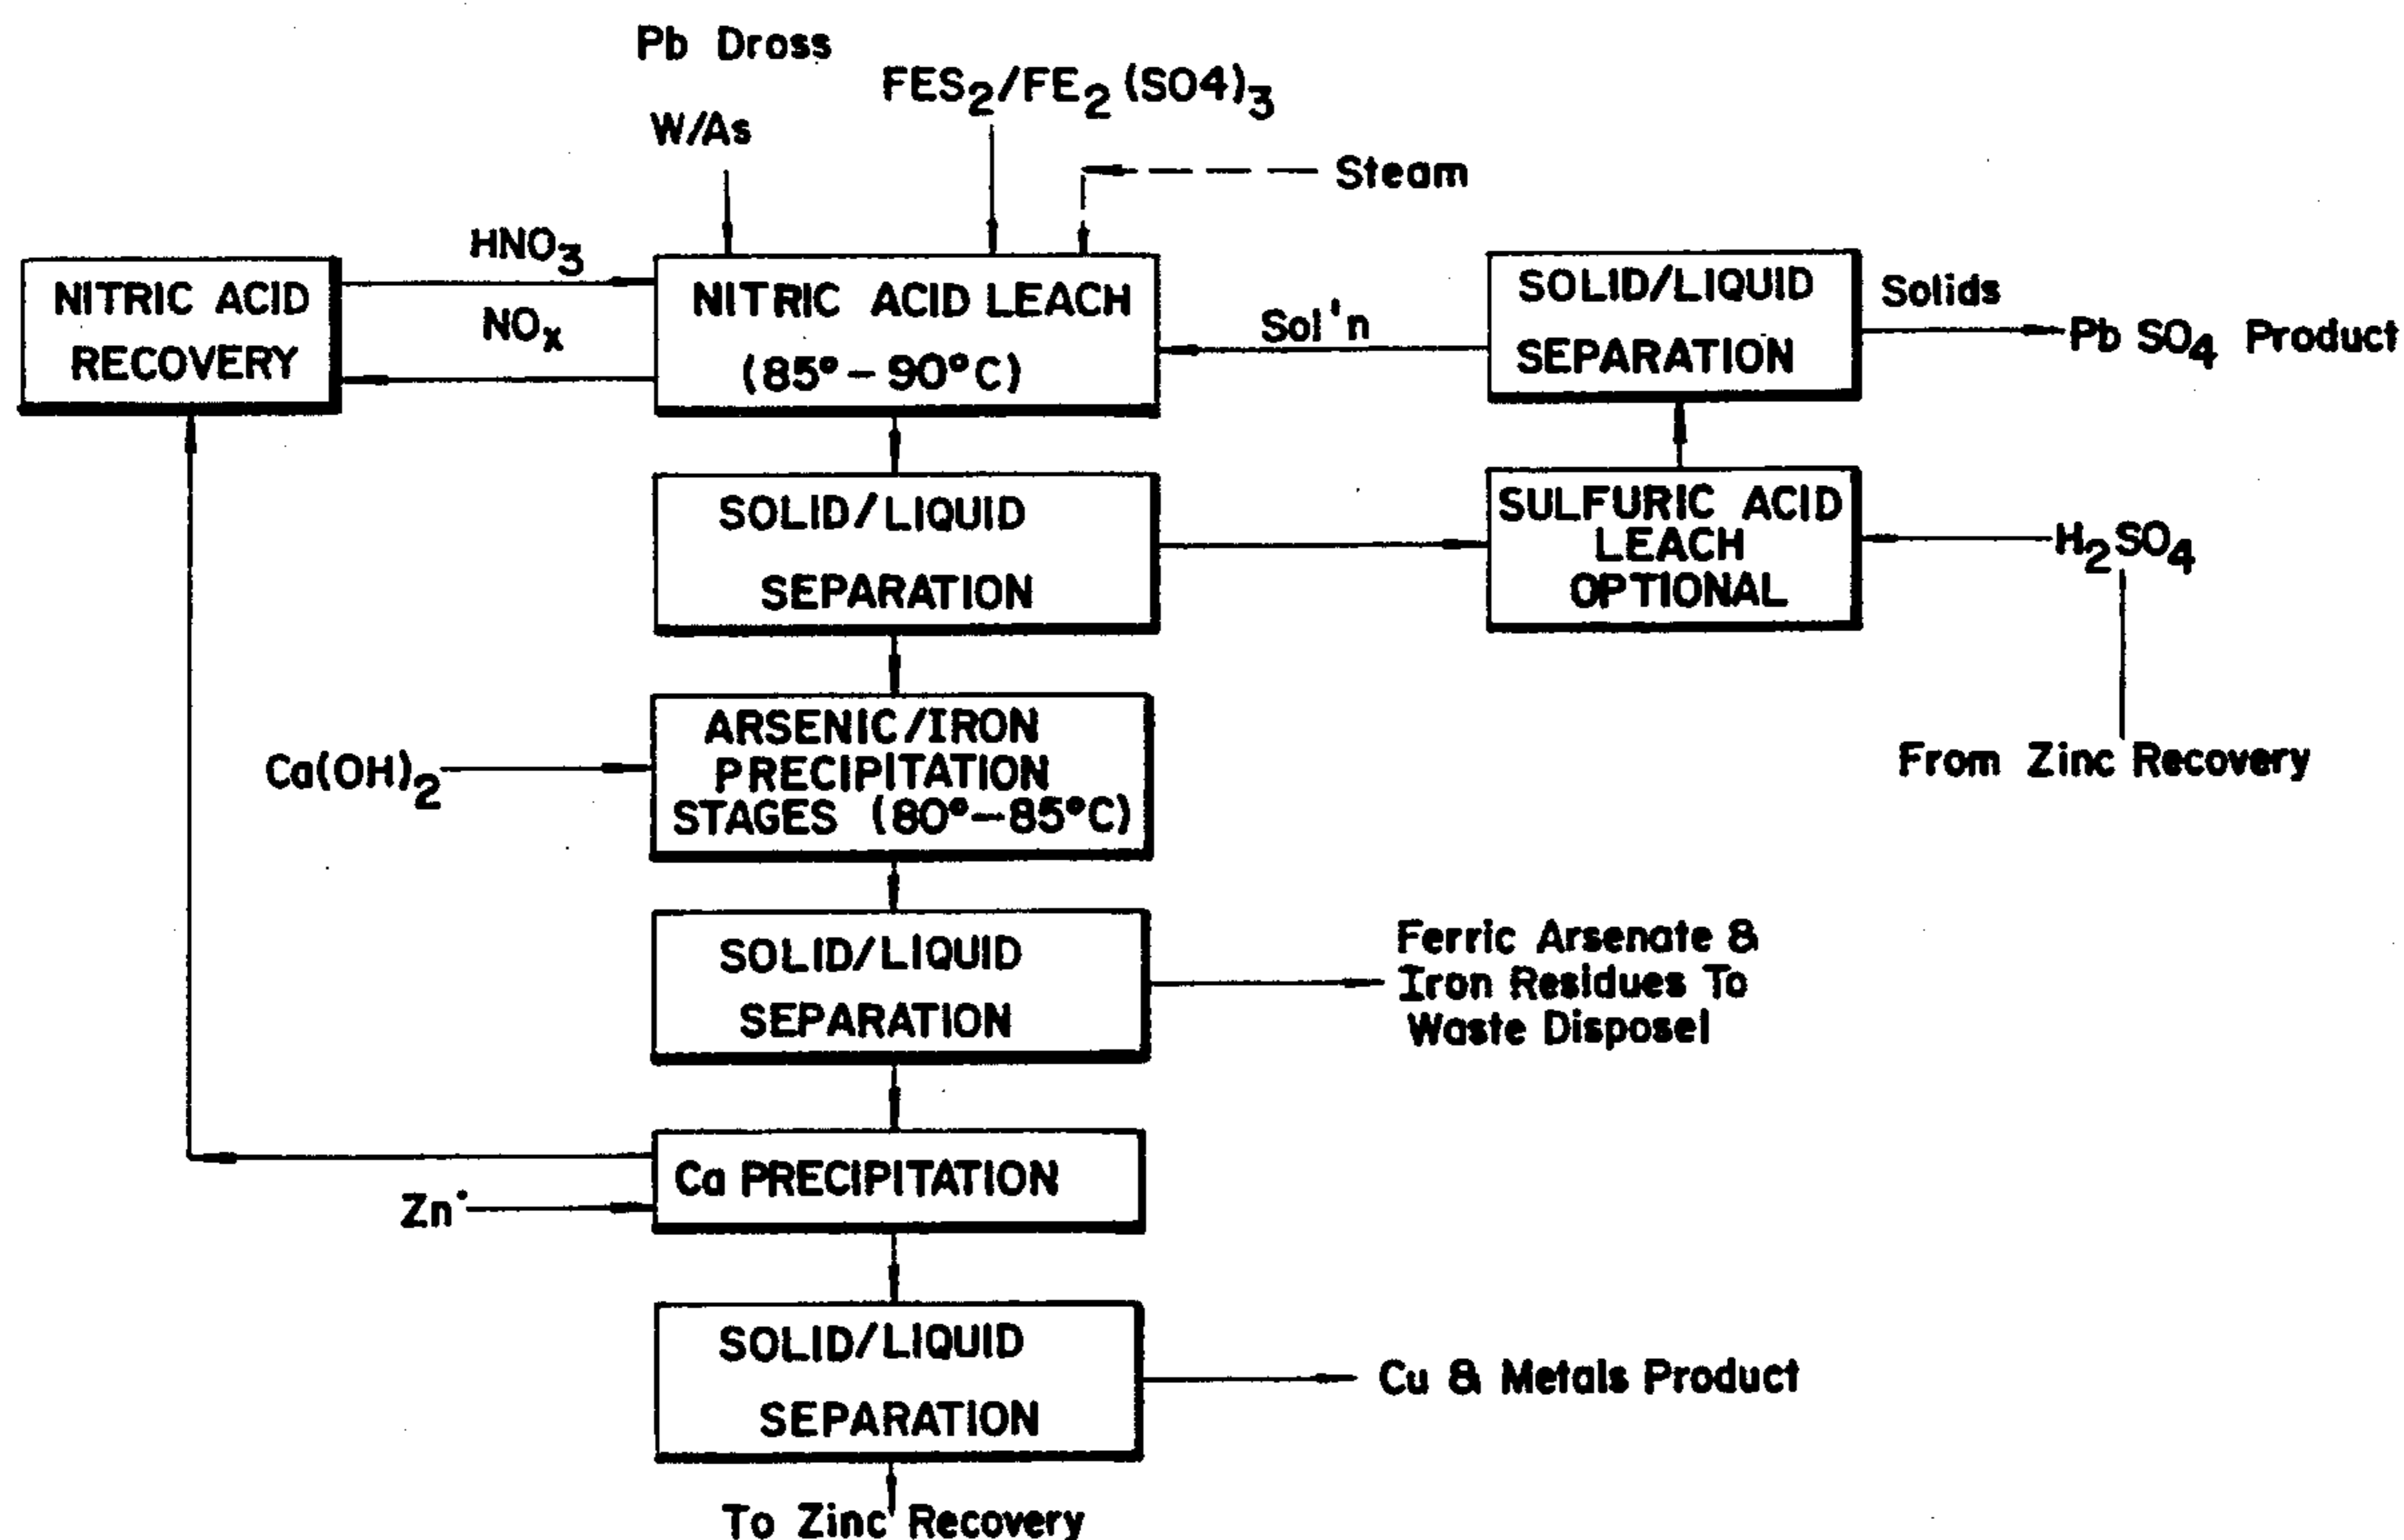 Pb Dross
W/As
FES2/FE2(SO4)3
Steam
HNO3
NOx
NITRIC ACID
RECOVERY
NITRIC ACID LEACH
(85°-90°C)
Sol'n
SOLID/LIQUID
SEPARATION
Solids
Pb SO4 Product
SOLID/LIQUID
SEPARATION
SULFURIC ACID
LEACH
OPTIONAL
H2SO4
From Zinc Recovery
Ca(OH)2
ARSENIC/IRON
PRECIPITATION
STAGES (80°-85°C)
SOLID/LIQUID
SEPARATION
Ferric Arsenate &
Iron Residues To
Waste Disposel
Ca PRECIPITATION
Zn°
SOLID/LIQUID
SEPARATION
Cu & Metals Product
To Zinc Recovery